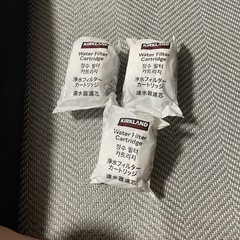 KIRKLAND
Water Filter
Cartridge
정수 필터
카트리지
浄水フィルター
カートリッジ
濾水器濾芯
KIRKLAND
Water Filter
Cartridge
정수 필터
카트리지
浄水フィルター
カートリッジ
濾水器濾芯
KIRKLAND
Water Filter
Cartridge
정수 필터
카트리지
浄水フィルター
カートリッジ
濾水器濾芯